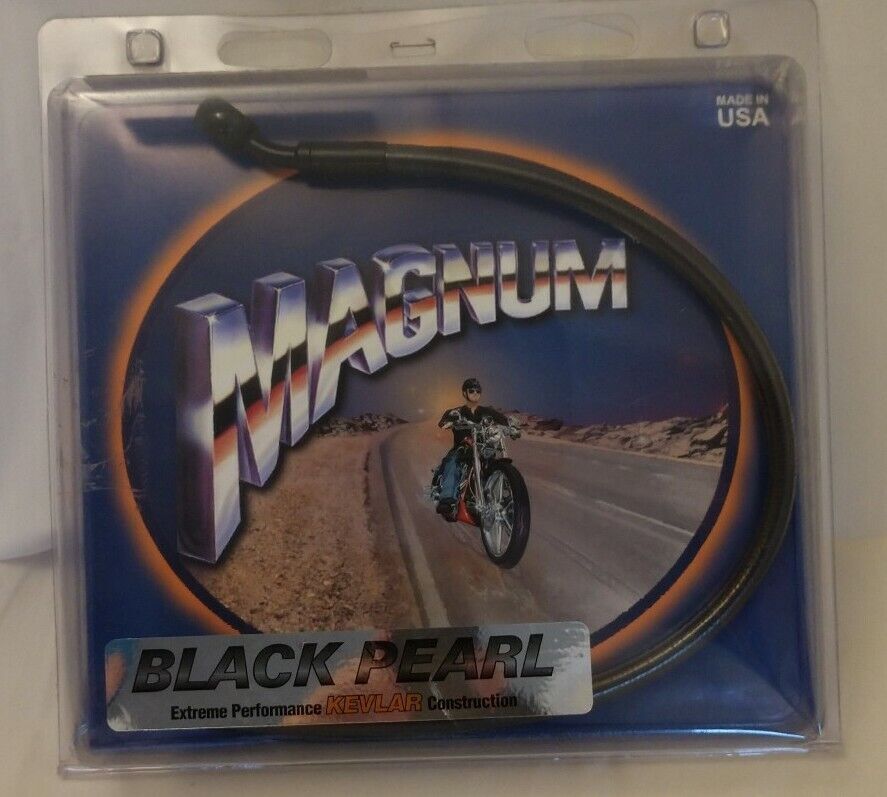 MADE IN
USA
MAGNUM
BLACK PEARL
Extreme Performance KEVLAR Construction